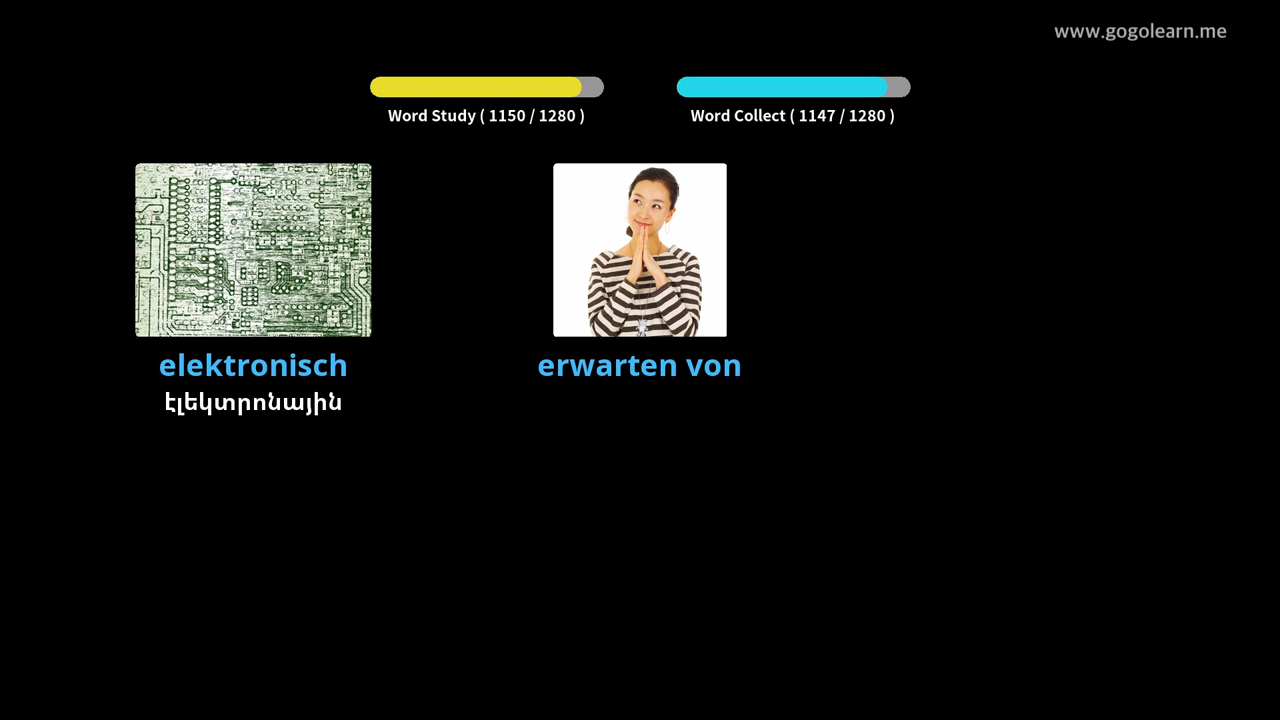 www.gogolearn.me
Word Study ( 1150 / 1280 )
Word Collect ( 1147 / 1280 )
elektronisch
էլեկտրոնային
erwarten von